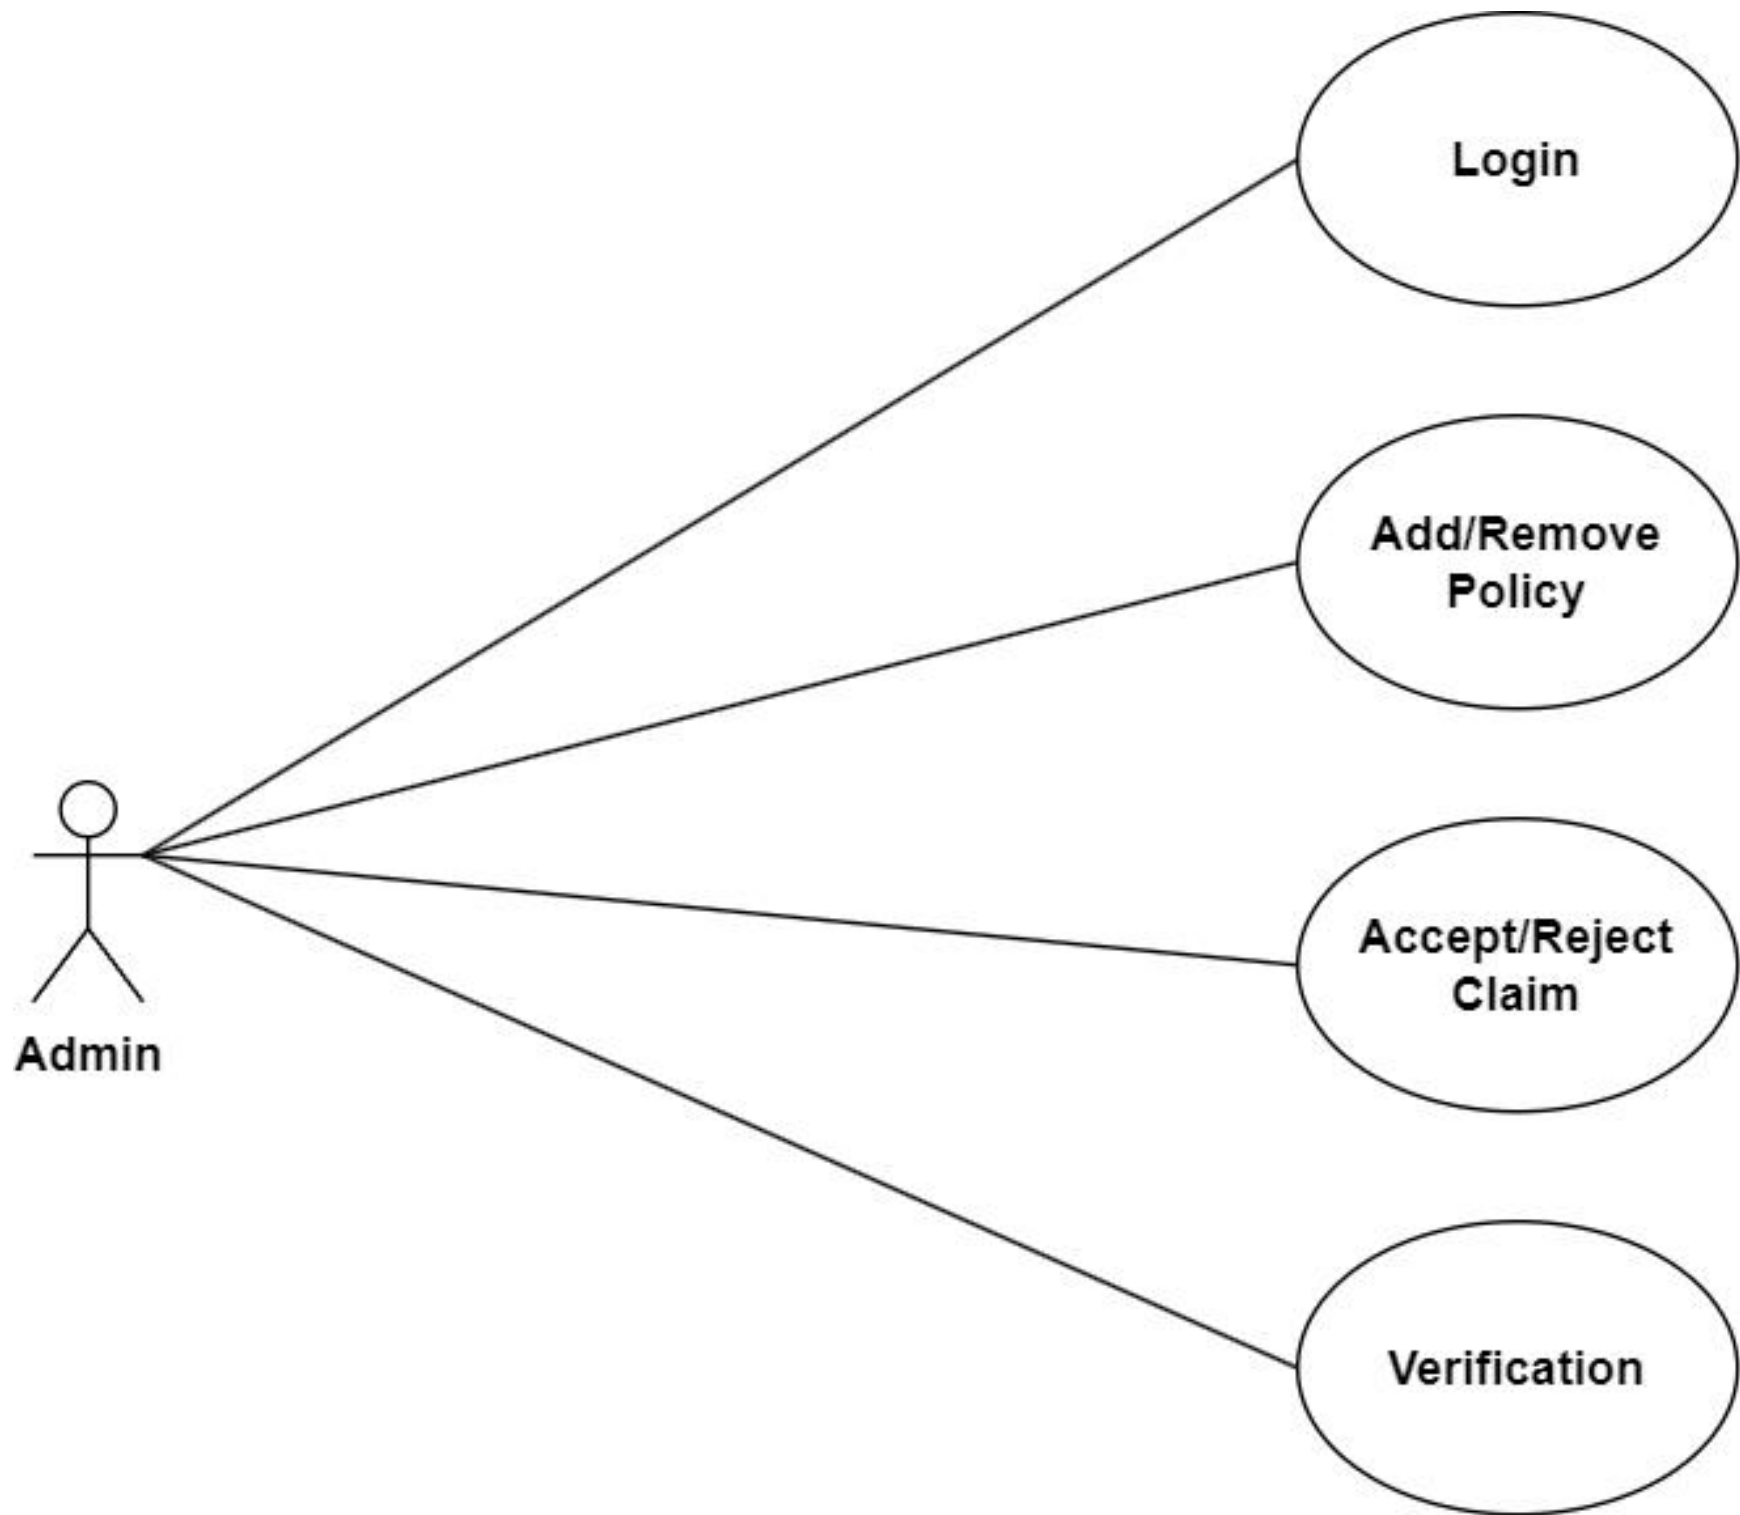 Login
Add/Remove
Policy
Accept/Reject
Claim
Admin
Verification